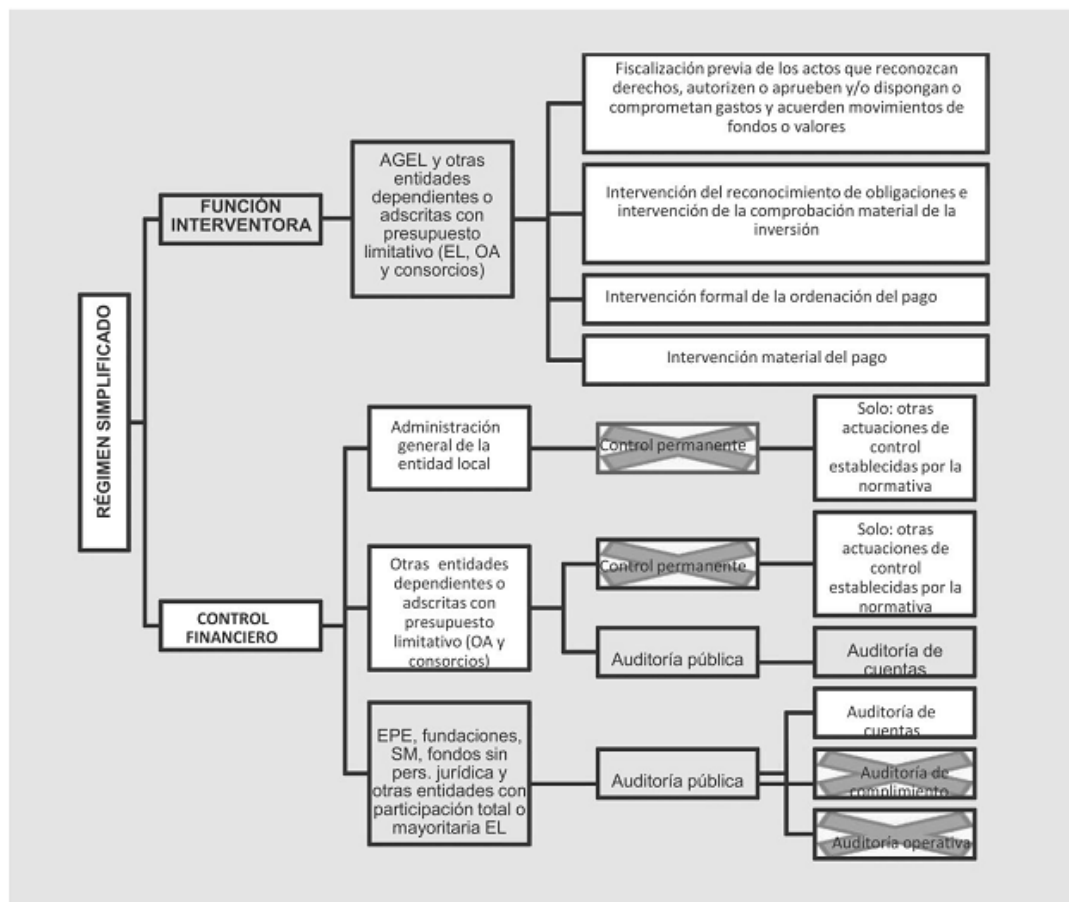 RÉGIMEN SIMPLIFICADO
FUNCIÓN
INTERVENTORA
AGEL y otras
entidades
dependientes o
adscritas con
presupuesto
limitativo (EL, OA
y consorcios)
Fiscalización previa de los actos que reconozcan
derechos, autorizen o aprueben y/o dispongan o
comprometan gastos y acuerden movimientos de
fondos o valores
Intervención del reconocimiento de obligaciones e
intervención de la comprobación material de la
inversión
Intervención formal de la ordenación del pago
Intervención material del pago
CONTROL
FINANCIERO
Administración
general de la
entidad local
Control permanente
Solo: otras
actuaciones de
control
establecidas por la
normativa
Otras entidades
dependientes o
adscritas con
presupuesto
limitativo (OA y
consorcios)
Control permanente
Solo: otras
actuaciones de
control
establecidas por la
normativa
Auditoría pública
Auditoría de
cuentas
EPE, fundaciones,
SM, fondos sin
pers. jurídica y
otras entidades con
participación total o
mayoritaria EL
Auditoría pública
Auditoría de
cuentas
Auditoría de
complimiento
Auditoría operativa